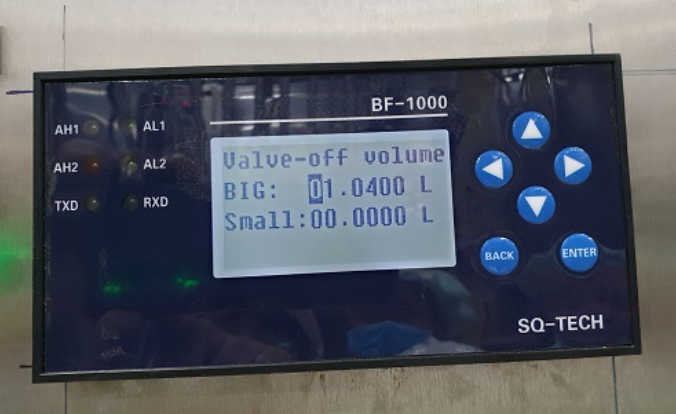 BF-1000
AH1 AL1
AH2 AL2
TXD RXD
Valve-off volume
BIG: 01.0400 L
Small:00.0000 L
BACK
ENTER
SQ-TECH